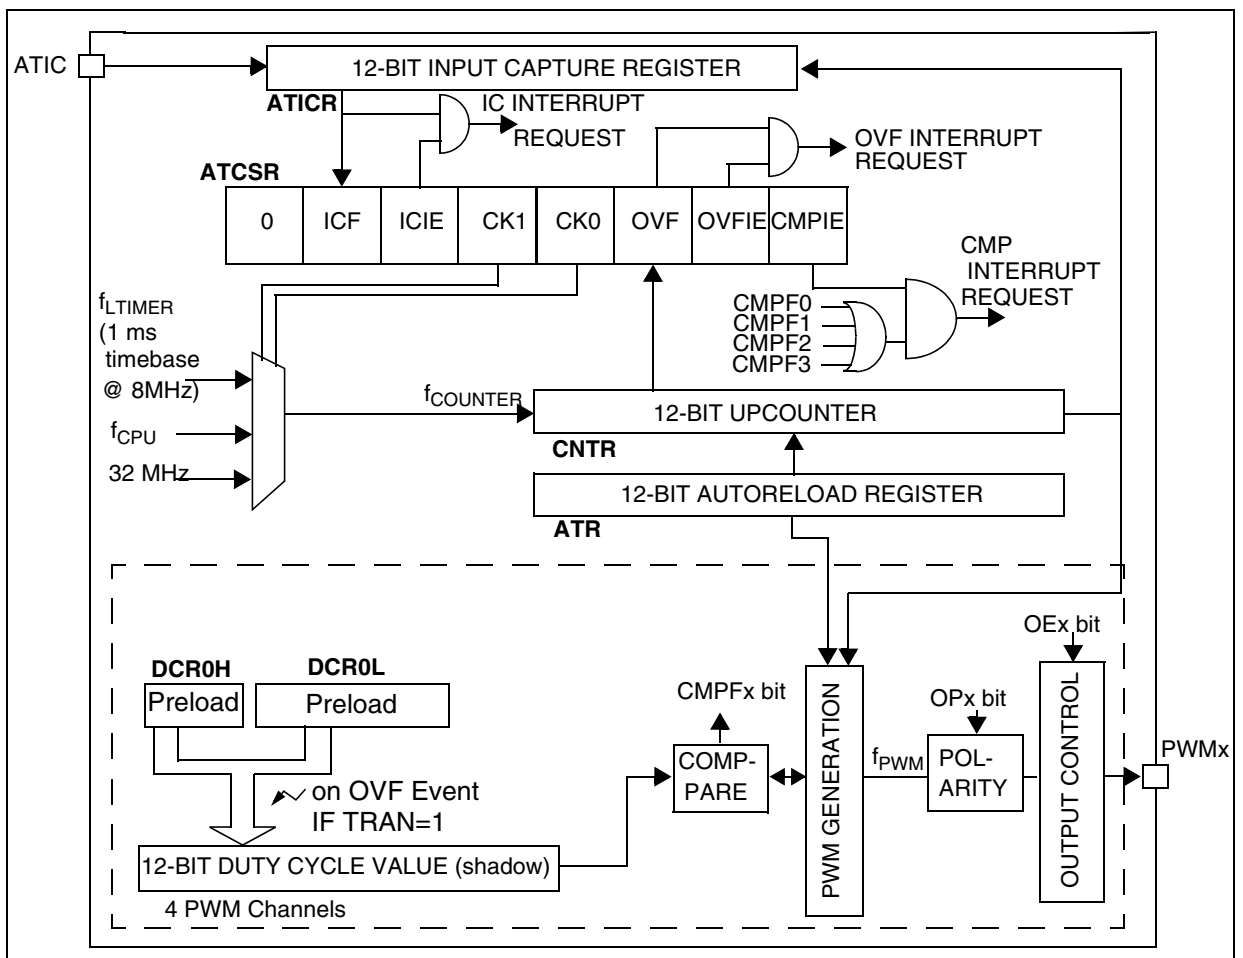 ATIC
12-BIT INPUT CAPTURE REGISTER
ATICR
IC INTERRUPT
REQUEST
OVF INTERRUPT
REQUEST
ATCSR
0
ICF
ICIE
CK1
CK0
OVF
OVFIE
CMPIE
CMP
INTERRUPT
REQUEST
CMPF0
CMPF1
CMPF2
CMPF3
fLTIMER
(1 ms
timebase
@ 8MHz)
fCPU
32 MHz
fCOUNTER
12-BIT UPCOUNTER
CNTR
12-BIT AUTORELOAD REGISTER
ATR
DCR0H
DCR0L
Preload
Preload
on OVF Event
IF TRAN=1
12-BIT DUTY CYCLE VALUE (shadow)
4 PWM Channels
CMPFx bit
COMP-
PARE
PWM GENERATION
fPWM
OPx bit
POL-
ARITY
OEx bit
OUTPUT CONTROL
PWMx